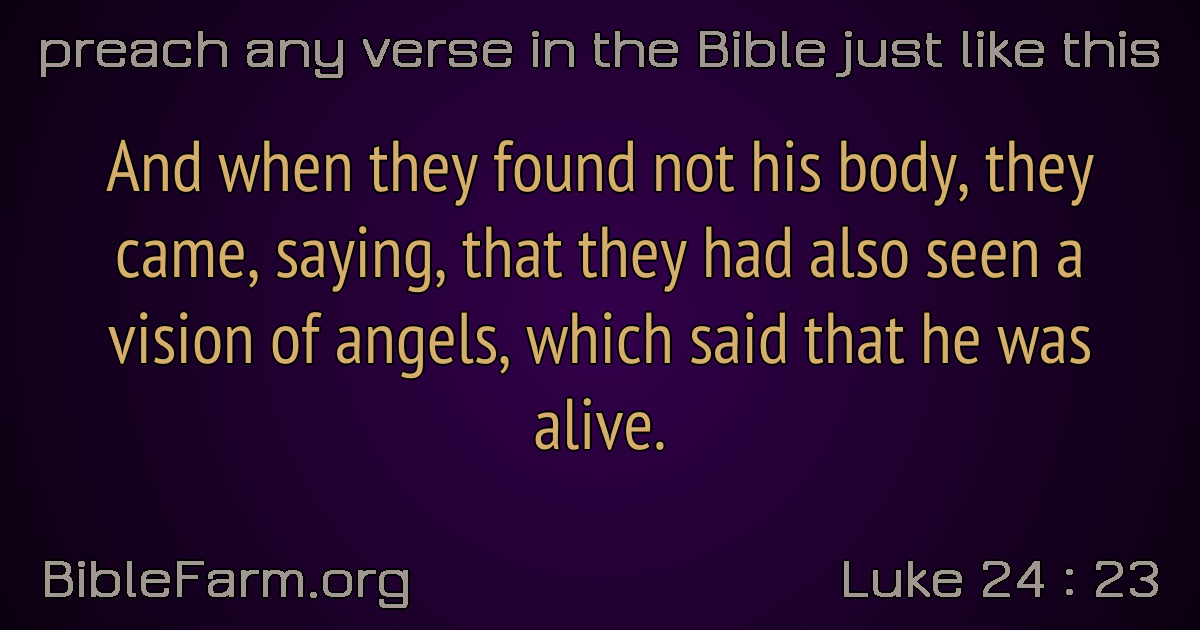 preach any verse in the Bible just like this
And when they found not his body, they
came, saying, that they had also seen a
vision of angels, which said that he was
alive.
BibleFarm.org
Luke 24 : 23